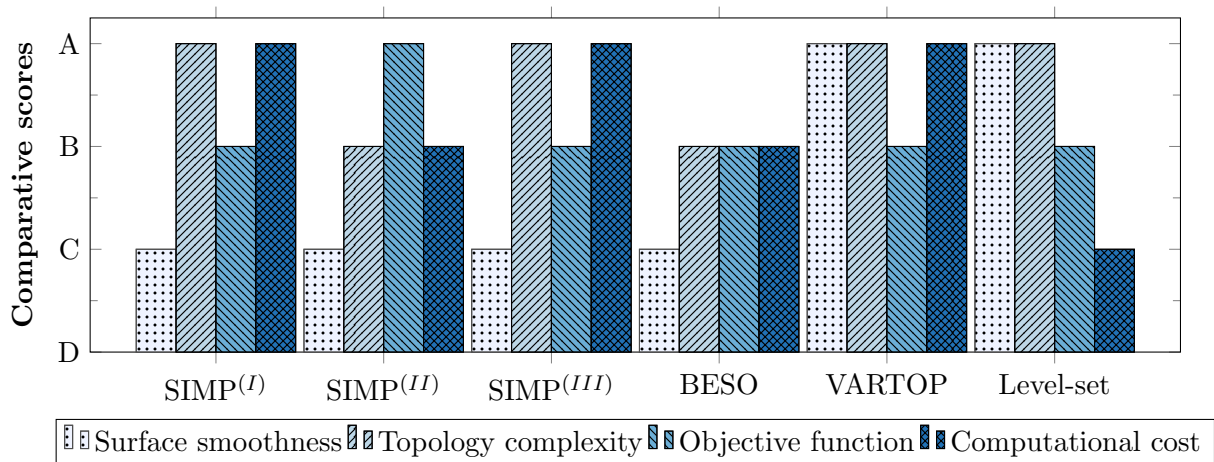 Comparative scores
A
B
C
D
SIMP^(I) SIMP^(II) SIMP^(III) BESO VARTOP Level-set
Surface smoothness Topology complexity Objective function Computational cost